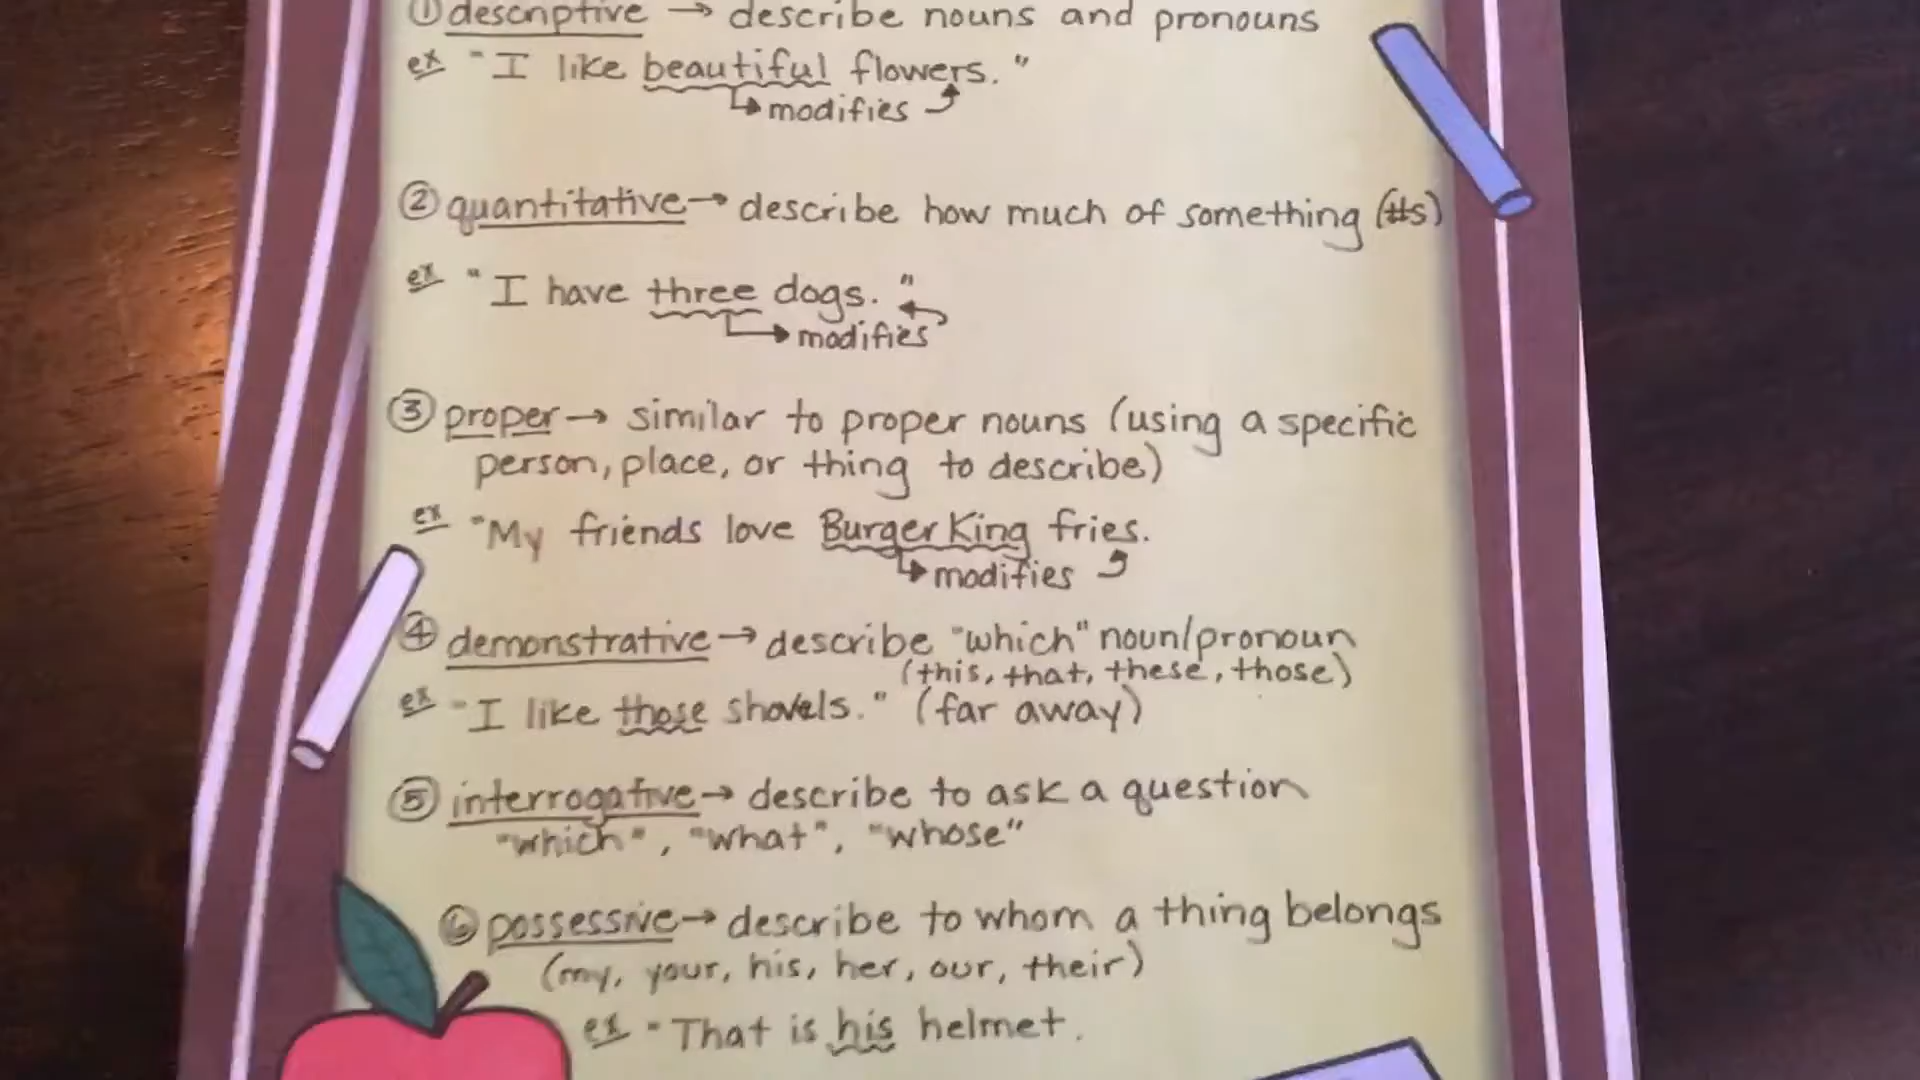 ① descriptive → describe nouns and pronouns
ex "I like beautiful flowers."
modifies
② quantitative → describe how much of something (#s)
ex "I have three dogs."
modifies
③ proper → similar to proper nouns (using a specific
person, place, or thing to describe)
ex "My friends love Burger King fries.
modifies
④ demonstrative → describe "which" noun/pronoun
(this, that, these, those)
ex "I like those shovels." (far away)
⑤ interrogative → describe to ask a question
"which", "what", "whose"
⑥ possessive → describe to whom a thing belongs
(my, your, his, her, our, their)
ex "That is his helmet.